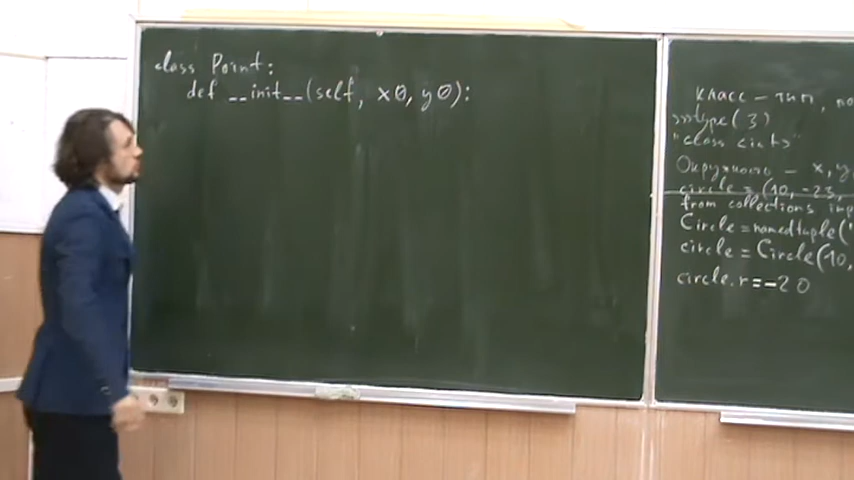 class Point:
def __init__(self, x0, y0):
класс — тип,
type(3)
"class
Окружность — x, y
circle = (10, -23,
from collections imp
Circle = namedtuple("
circle = Circle(10,
circle.r = -20